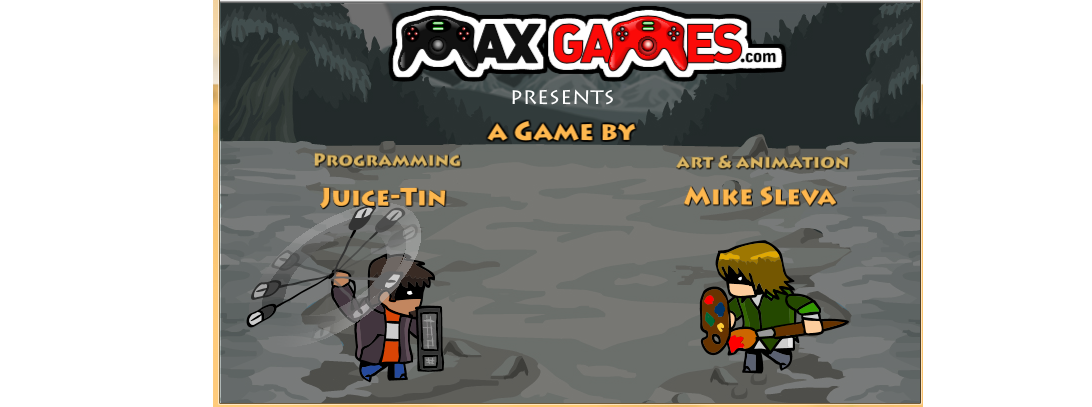 MAX GAMES.com
PRESENTS
A GAME BY
PROGRAMMING
JUICE-TIN
ART & ANIMATION
MIKE SLEVA